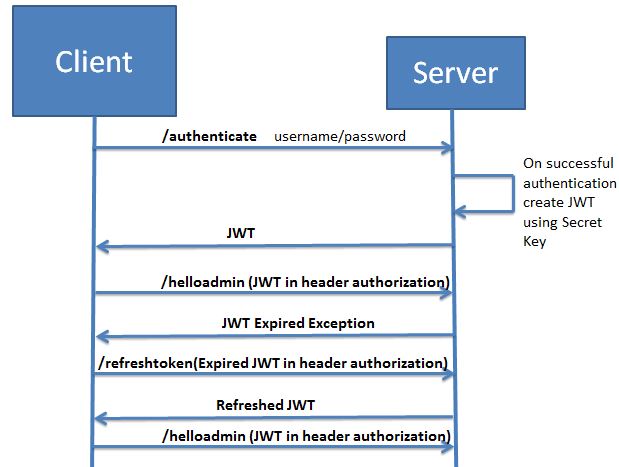 Client
Server
/authenticate username/password
On successful
authentication
create JWT
using Secret
Key
JWT
/helloadmin (JWT in header authorization)
JWT Expired Exception
/refreshtoken(Expired JWT in header authorization)
Refreshed JWT
/helloadmin (JWT in header authorization)